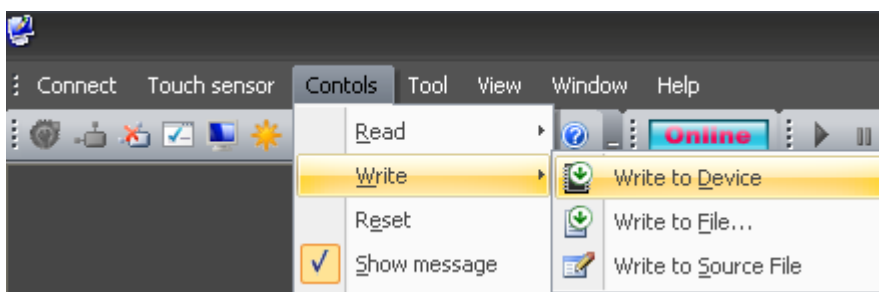 Connect Touch sensor Contols Tool View Window Help
Read Online
Write Write to Device
Reset Write to File...
Show message Write to Source File